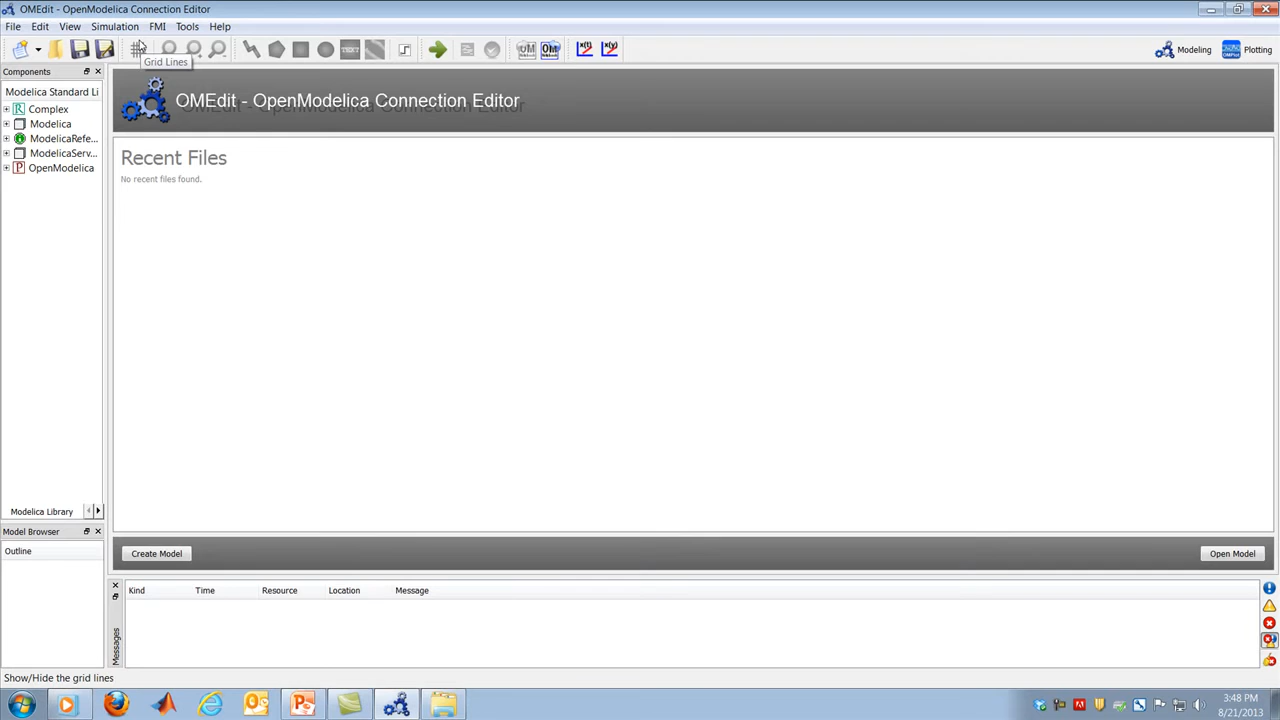 OMEdit - OpenModelica Connection Editor
File Edit View Simulation FMI Tools Help
TEXT
OM
OM
x(t)
x(y)
Modeling
Plotting
Grid Lines
Components
Modelica Standard Li
Complex
Modelica
ModelicaRefe...
ModelicaServ...
OpenModelica
OMEdit - OpenModelica Connection Editor
Recent Files
No recent files found.
Modelica Library
Model Browser
Outline
Create Model
Open Model
Kind Time Resource Location Message
Messages
Show/Hide the grid lines
3:48 PM
8/21/2013